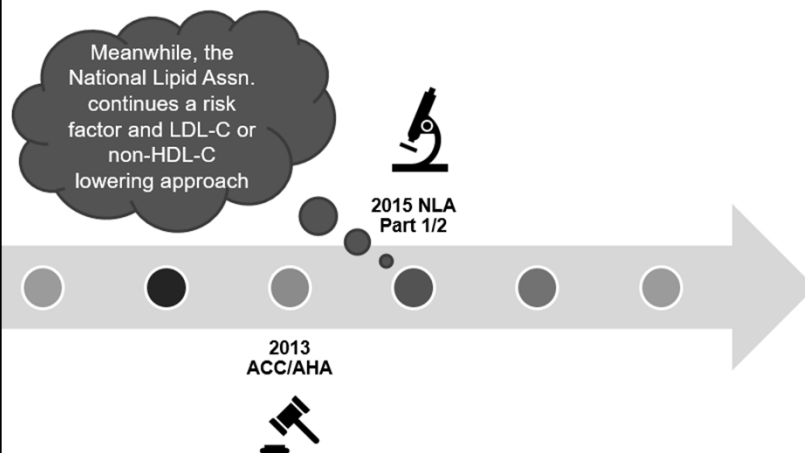 Meanwhile, the
National Lipid Assn.
continues a risk
factor and LDL-C or
non-HDL-C
lowering approach
2015 NLA
Part 1/2
2013
ACC/AHA